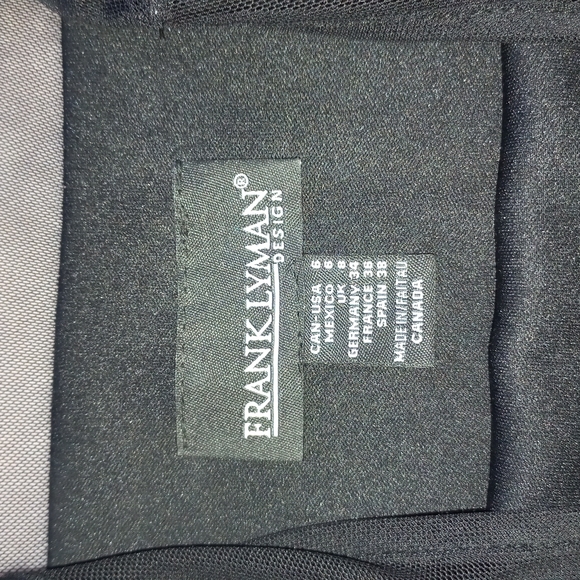 FRANK LYMAN®
DESIGN
CAN-USA 6
MEXICO 6
UK 8
GERMANY 34
FRANCE 36
SPAIN 38
MADE IN/FAIT AU:
CANADA